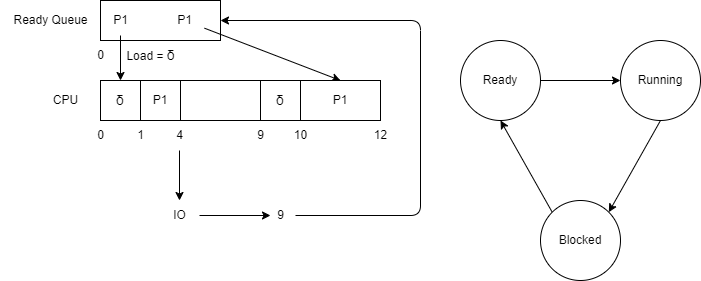 Ready Queue P1 P1
0 Load = δ
CPU δ P1 δ P1
0 1 4 9 10 12
IO 9
Ready Running
Blocked